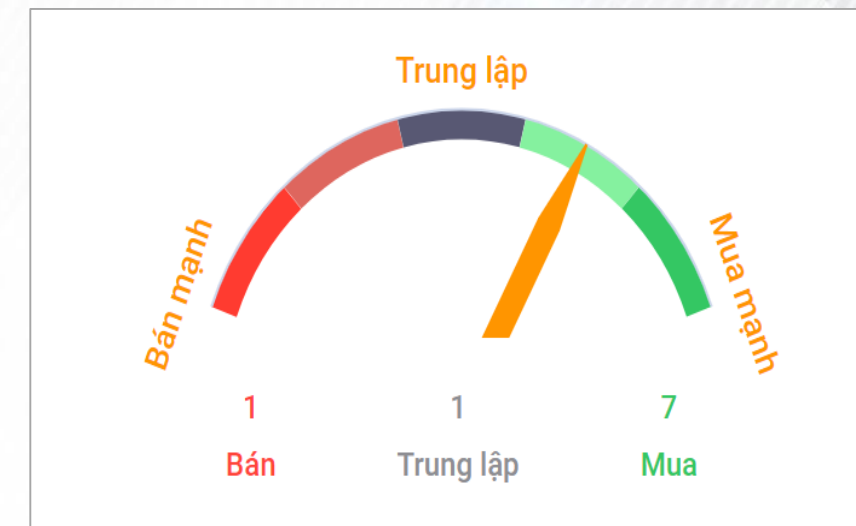 Trung lập
Bán mạnh
Mua mạnh
1
1
7
Bán
Trung lập
Mua